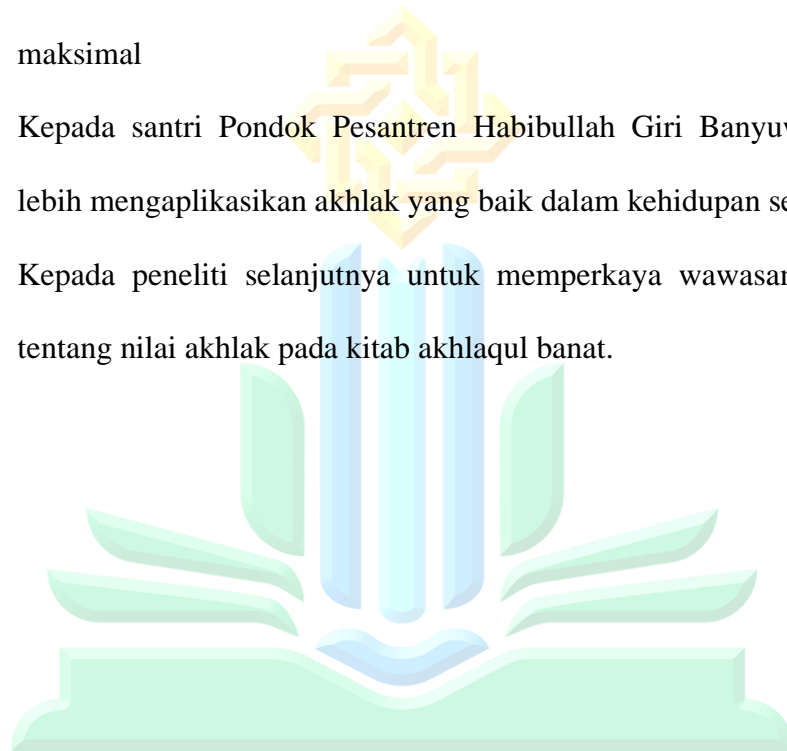 maksimal
Kepada santri Pondok Pesantren Habibullah Giri
lebih mengaplikasikan akhlak yang baik dalam kehidupan
Kepada peneliti selanjutnya untuk memperkaya wawasan
tentang nilai akhlak pada kitab akhlaqul banat.